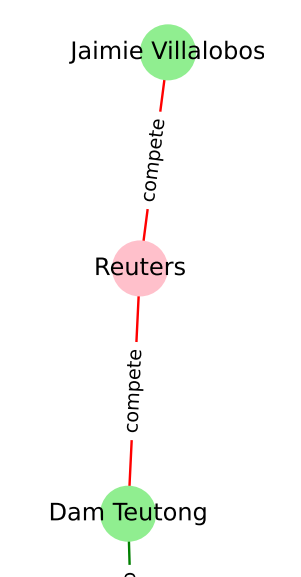 Jaimie Villalobos
compete
Reuters
compete
Dam Teutong